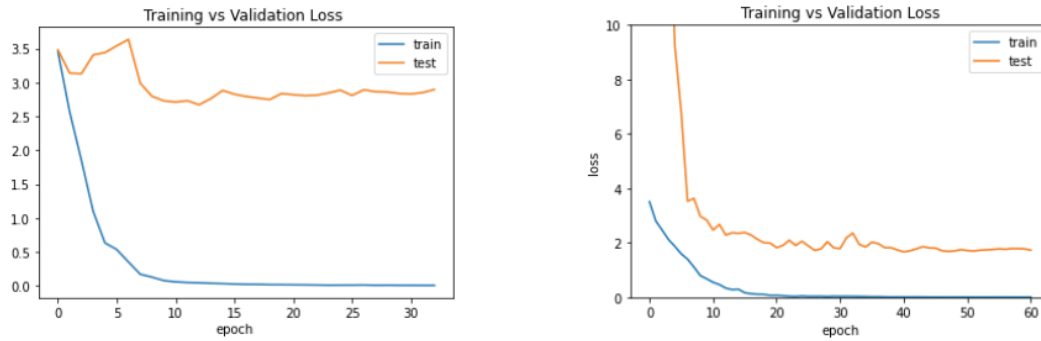 Training vs Validation Loss
train
test
3.5
3.0
2.5
2.0
1.5
1.0
0.5
0.0
0 5 10 15 20 25 30
epoch
Training vs Validation Loss
train
test
10
8
6
4
2
0
loss
0 10 20 30 40 50 60
epoch